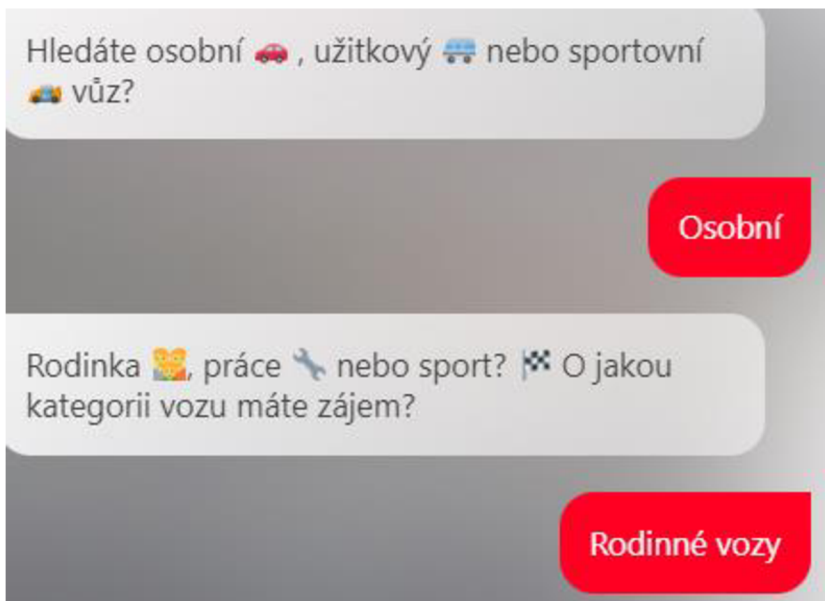 Hledáte osobní 🚗 , užitkový 🚐 nebo sportovní
🚕 vůz?
Osobní
Rodinka 👪, práce 🔧 nebo sport? 🏁 O jakou
kategorii vozu máte zájem?
Rodinné vozy